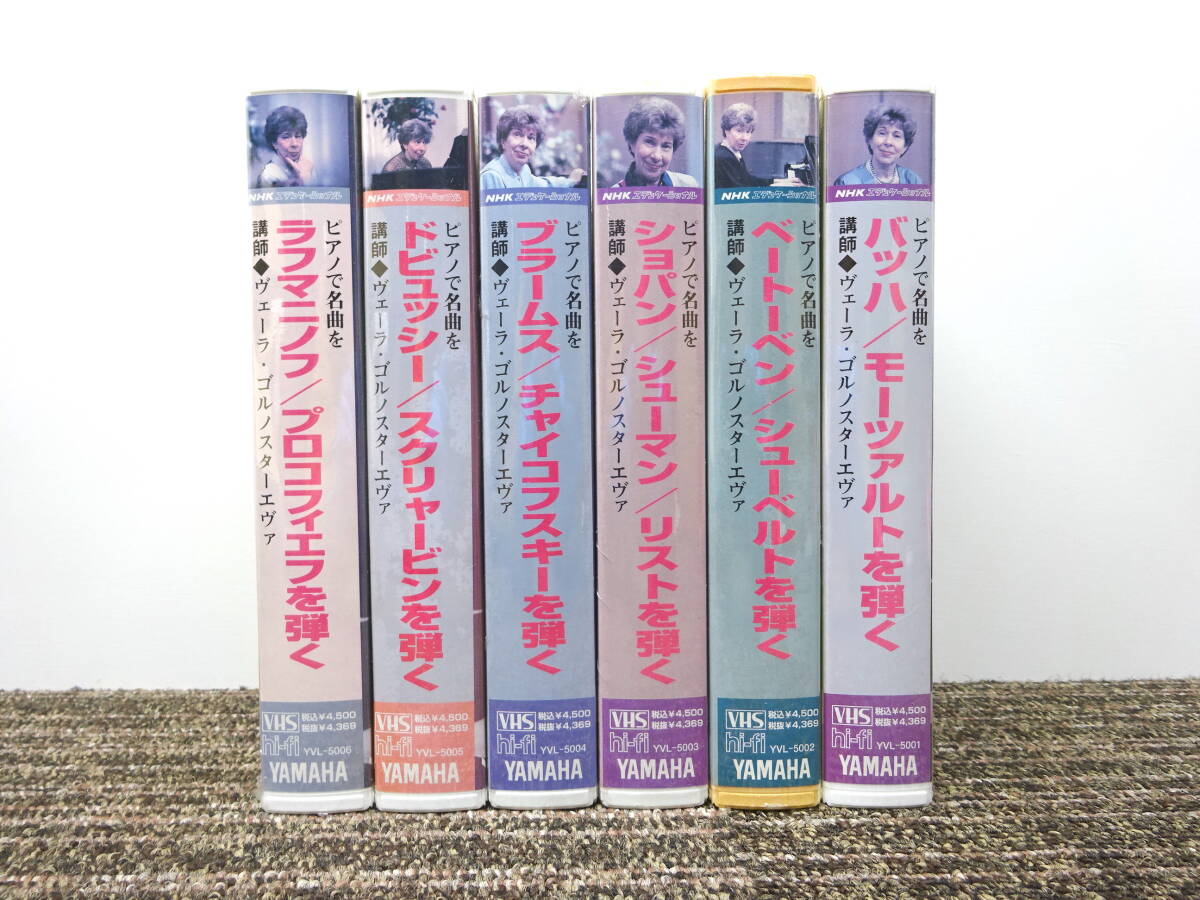 NHK エデュケーショナル
ピアノで名曲を
ラフマニノフ/プロコフィエフを弾く
講師◆ヴェーラ・ゴルノスターエヴァ
VHS 税込¥4,500
税抜¥4,369
hi-fi YVL-5006
YAMAHA
NHK エデュケーショナル
ピアノで名曲を
ドビュッシー/スクリャービンを弾く
講師◆ヴェーラ・ゴルノスターエヴァ
VHS 税込¥4,500
税抜¥4,369
hi-fi YVL-5005
YAMAHA
NHK エデュケーショナル
ピアノで名曲を
ブラームス/チャイコフスキーを弾く
講師◆ヴェーラ・ゴルノスターエヴァ
VHS 税込¥4,500
税抜¥4,369
hi-fi YVL-5004
YAMAHA
NHK エデュケーショナル
ピアノで名曲を
ショパン/シューマン/リストを弾く
講師◆ヴェーラ・ゴルノスターエヴァ
VHS 税込¥4,500
税抜¥4,369
hi-fi YVL-5003
YAMAHA
NHK エデュケーショナル
ピアノで名曲を
ベートーベン/シューベルトを弾く
講師◆ヴェーラ・ゴルノスターエヴァ
VHS 税込¥4,500
税抜¥4,369
hi-fi YVL-5002
YAMAHA
NHK エデュケーショナル
ピアノで名曲を
バッハ/モーツァルトを弾く
講師◆ヴェーラ・ゴルノスターエヴァ
VHS 税込¥4,500
税抜¥4,369
hi-fi YVL-5001
YAMAHA